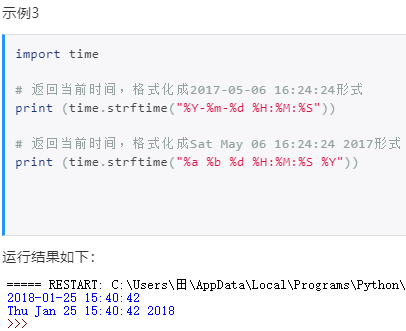 示例3
import time
# 返回当前时间，格式化成2017-05-06 16:24:24形式
print (time.strftime("%Y-%m-%d %H:%M:%S"))
# 返回当前时间，格式化成Sat May 06 16:24:24 2017形式
print (time.strftime("%a %b %d %H:%M:%S %Y"))
运行结果如下：
===== RESTART: C:\Users\田\AppData\Local\Programs\Python\
2018-01-25 15:40:42
Thu Jan 25 15:40:42 2018
>>>